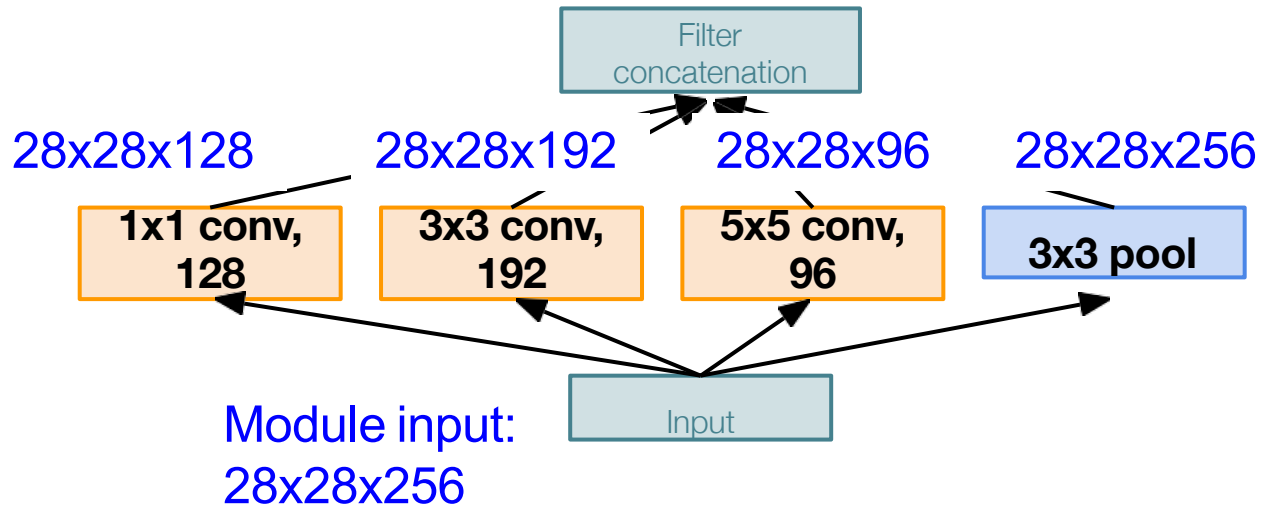 Filter
concatenation
28x28x128 28x28x192 28x28x96 28x28x256
1x1 conv,
128
3x3 conv,
192
5x5 conv,
96
3x3 pool
Input
Module input:
28x28x256